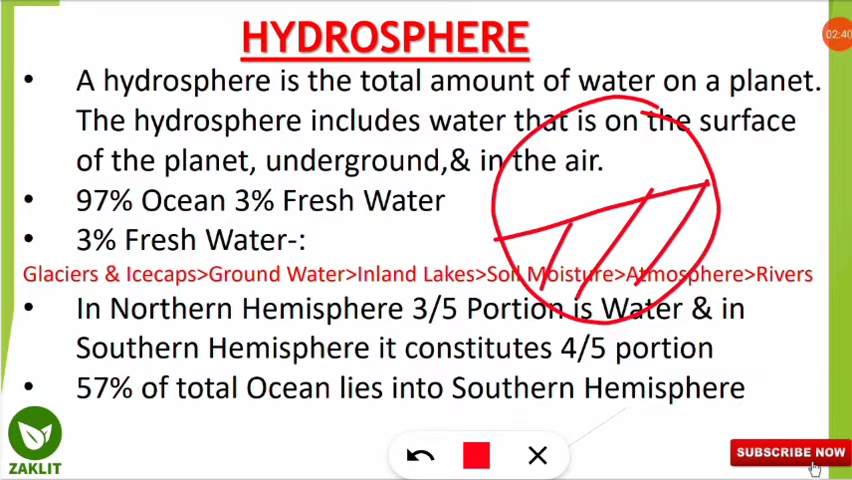 HYDROSPHERE
02:40
• A hydrosphere is the total amount of water on a planet.
The hydrosphere includes water that is on the surface
of the planet, underground,& in the air.
• 97% Ocean 3% Fresh Water
• 3% Fresh Water-:
Glaciers & Icecaps>Ground Water>Inland Lakes>Soil Moisture>Atmosphere>Rivers
• In Northern Hemisphere 3/5 Portion is Water & in
Southern Hemisphere it constitutes 4/5 portion
• 57% of total Ocean lies into Southern Hemisphere
ZAKLIT
SUBSCRIBE NOW